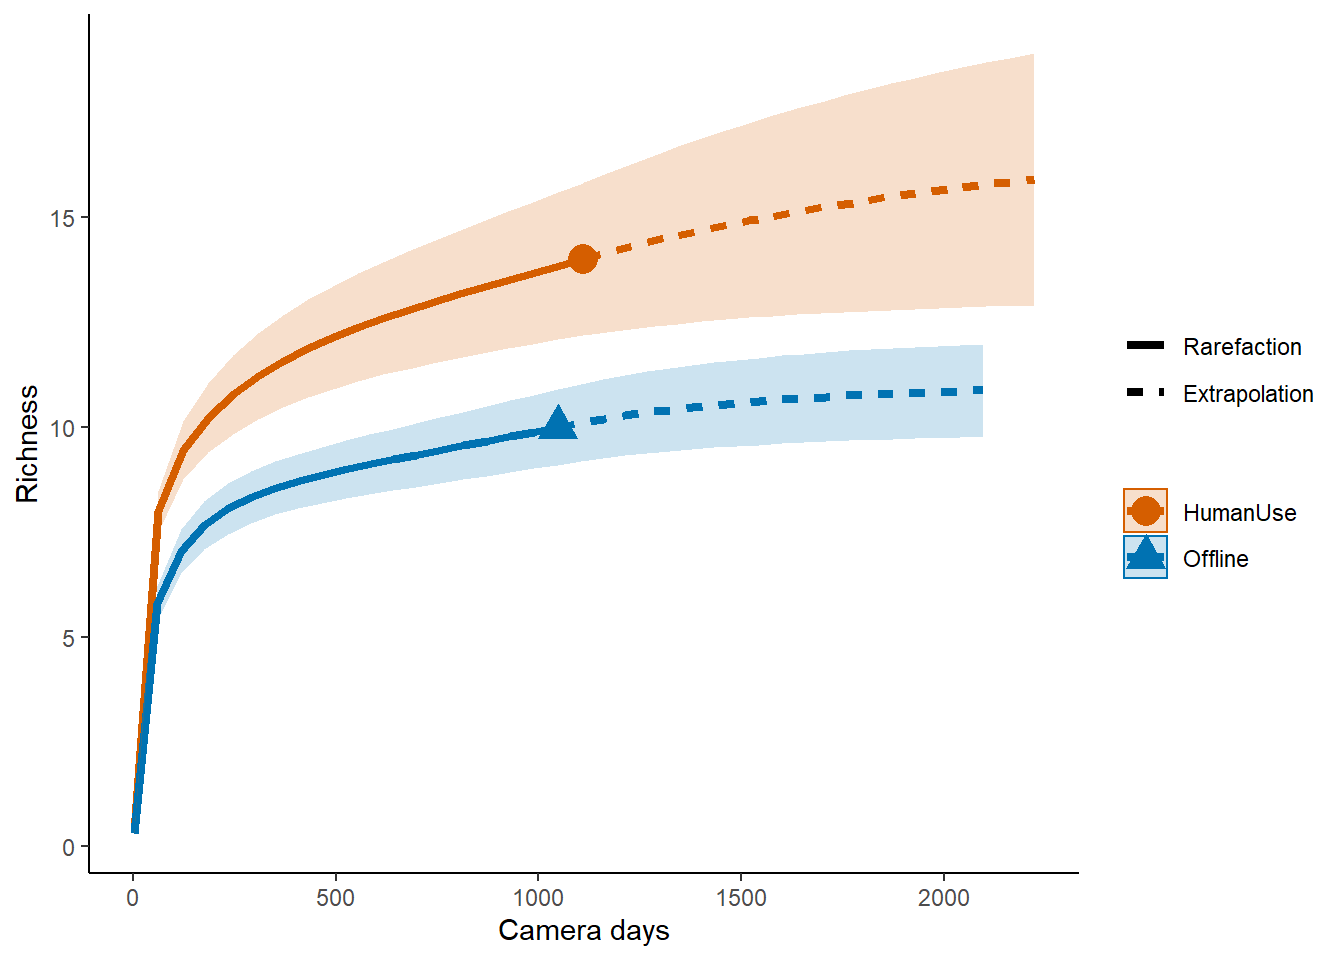 Richness
15
10
5
0
0 500 1000 1500 2000
Camera days
Rarefaction
Extrapolation
HumanUse
Offline